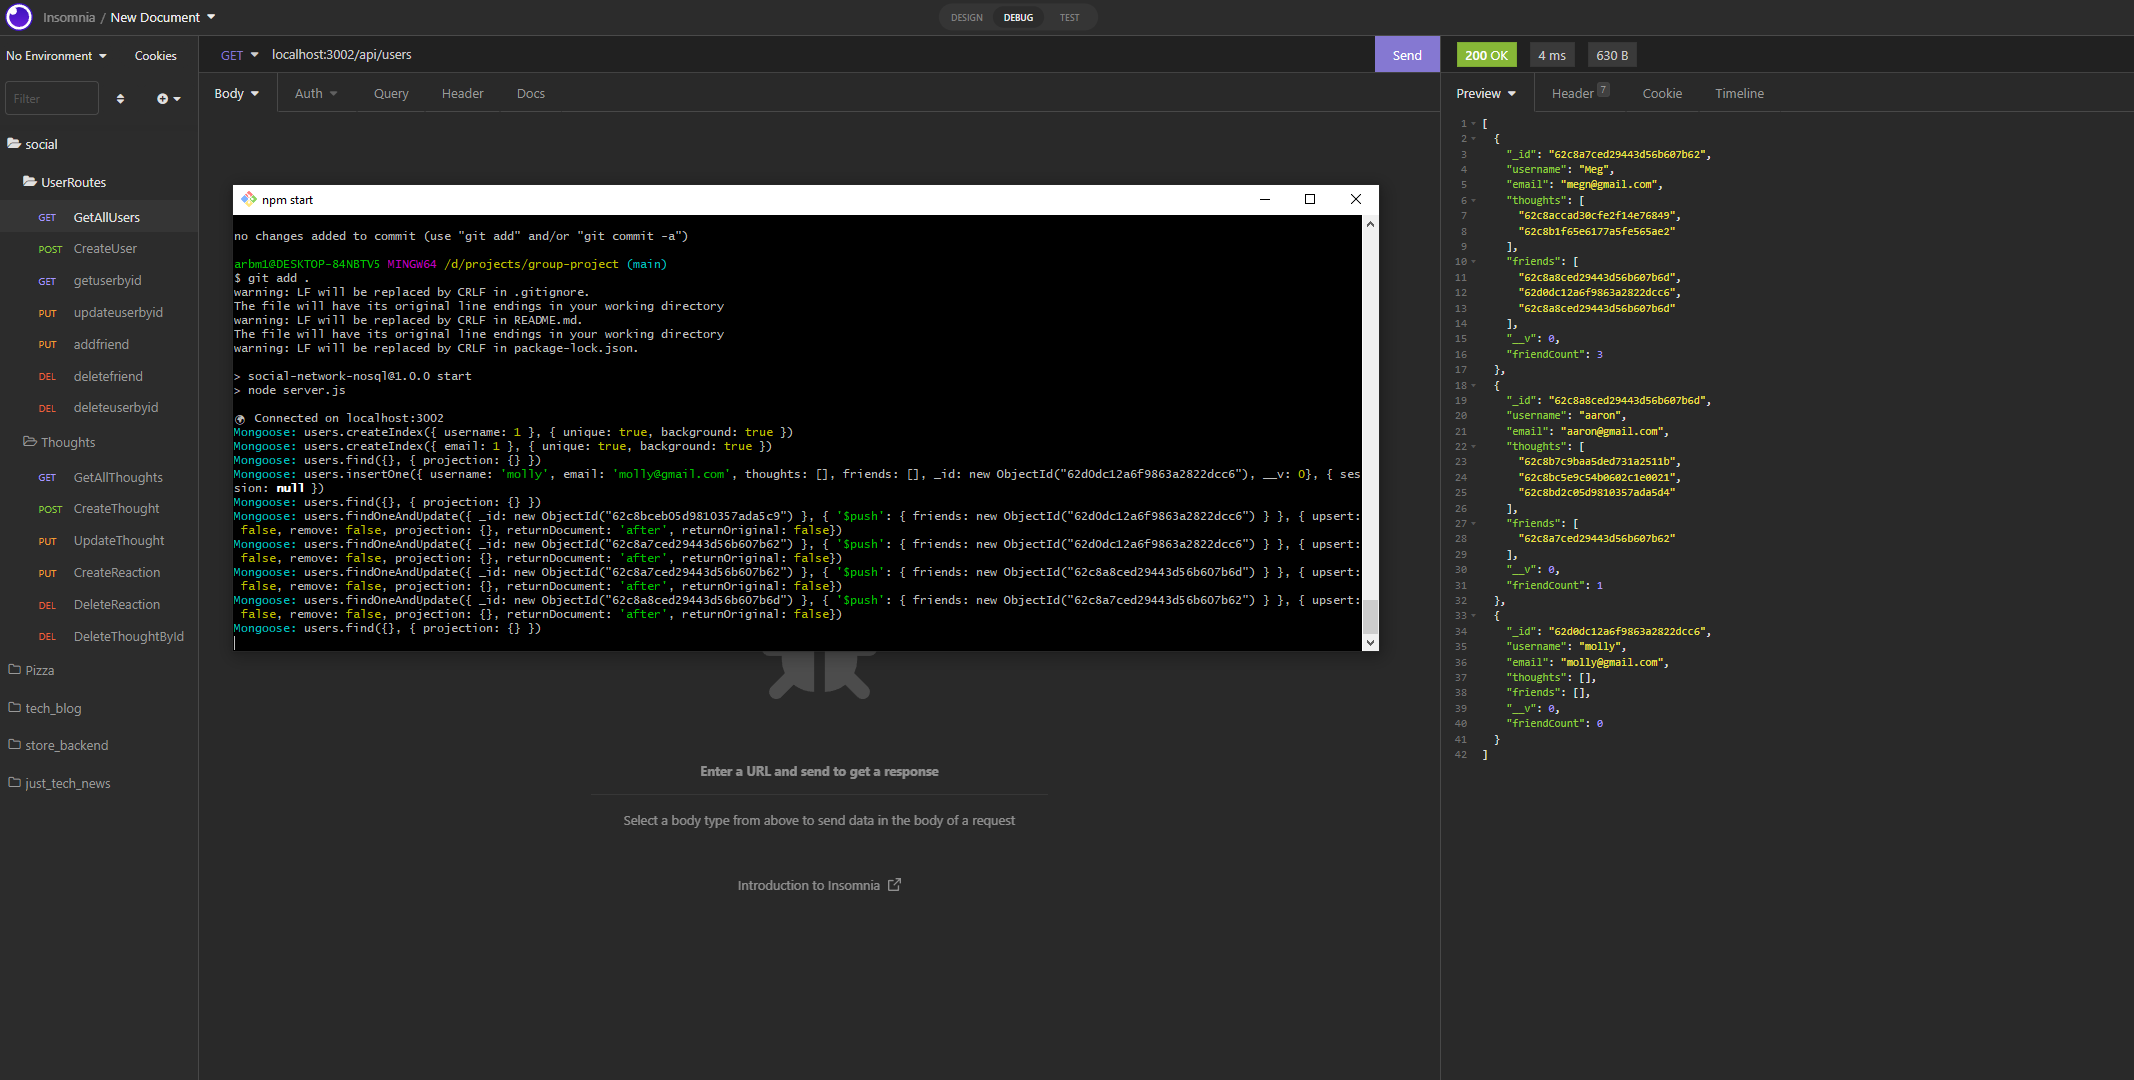 Insomnia / New Document
DESIGN DEBUG TEST
No Environment Cookies
GET localhost:3002/api/users Send
200 OK 4 ms 630 B
Filter
Body Auth Query Header Docs
Preview Header 7 Cookie Timeline
social
UserRoutes
GET GetAllUsers
POST CreateUser
GET getuserbyid
PUT updateuserbyid
PUT addfriend
DEL deletefriend
DEL deleteuserbyid
Thoughts
GET GetAllThoughts
POST CreateThought
PUT UpdateThought
PUT CreateReaction
DEL DeleteReaction
DEL DeleteThoughtById
Pizza
tech_blog
store_backend
just_tech_news
npm start
no changes added to commit (use "git add" and/or "git commit -a")
arbm1@DESKTOP-84NBTV5 MINGW64 /d/projects/group-project (main)
$ git add .
warning: LF will be replaced by CRLF in .gitignore.
The file will have its original line endings in your working directory
warning: LF will be replaced by CRLF in README.md.
The file will have its original line endings in your working directory
warning: LF will be replaced by CRLF in package-lock.json.
> social-network-nosql@1.0.0 start
> node server.js
Connected on localhost:3002
Mongoose: users.createIndex({ username: 1 }, { unique: true, background: true })
Mongoose: users.createIndex({ email: 1 }, { unique: true, background: true })
Mongoose: users.find({}, { projection: {} })
Mongoose: users.insertOne({ username: 'molly', email: 'molly@gmail.com', thoughts: [], friends: [], _id: new ObjectId("62d0dc12a6f9863a2822dcc6"), __v: 0}, { ses
sion: null })
Mongoose: users.find({}, { projection: {} })
Mongoose: users.findOneAndUpdate({ _id: new ObjectId("62c8bceb05d9810357ada5c9") }, { '$push': { friends: new ObjectId("62d0dc12a6f9863a2822dcc6") } }, { upsert:
false, remove: false, projection: {}, returnDocument: 'after', returnOriginal: false})
Mongoose: users.findOneAndUpdate({ _id: new ObjectId("62c8a7ced29443d56b607b62") }, { '$push': { friends: new ObjectId("62d0dc12a6f9863a2822dcc6") } }, { upsert:
false, remove: false, projection: {}, returnDocument: 'after', returnOriginal: false})
Mongoose: users.findOneAndUpdate({ _id: new ObjectId("62c8a7ced29443d56b607b62") }, { '$push': { friends: new ObjectId("62c8a8ced29443d56b607b6d") } }, { upsert:
false, remove: false, projection: {}, returnDocument: 'after', returnOriginal: false})
Mongoose: users.findOneAndUpdate({ _id: new ObjectId("62c8a8ced29443d56b607b6d") }, { '$push': { friends: new ObjectId("62c8a7ced29443d56b607b62") } }, { upsert:
false, remove: false, projection: {}, returnDocument: 'after', returnOriginal: false})
Mongoose: users.find({}, { projection: {} })
Enter a URL and send to get a response
Select a body type from above to send data in the body of a request
Introduction to Insomnia
1 [
2 {
3 "_id": "62c8a7ced29443d56b607b62",
4 "username": "Meg",
5 "email": "megn@gmail.com",
6 "thoughts": [
7 "62c8accad30cfe2f14e76849",
8 "62c8b1f65e6177a5fe565ae2"
9 ],
10 "friends": [
11 "62c8a8ced29443d56b607b6d",
12 "62d0dc12a6f9863a2822dcc6",
13 "62c8a8ced29443d56b607b6d"
14 ],
15 "__v": 0,
16 "friendCount": 3
17 },
18 {
19 "_id": "62c8a8ced29443d56b607b6d",
20 "username": "aaron",
21 "email": "aaron@gmail.com",
22 "thoughts": [
23 "62c8b7c9baa5ded731a2511b",
24 "62c8bc5e9c54b0602c1e0021",
25 "62c8bd2c05d9810357ada5d4"
26 ],
27 "friends": [
28 "62c8a7ced29443d56b607b62"
29 ],
30 "__v": 0,
31 "friendCount": 1
32 },
33 {
34 "_id": "62d0dc12a6f9863a2822dcc6",
35 "username": "molly",
36 "email": "molly@gmail.com",
37 "thoughts": [],
38 "friends": [],
39 "__v": 0,
40 "friendCount": 0
41 }
42 ]